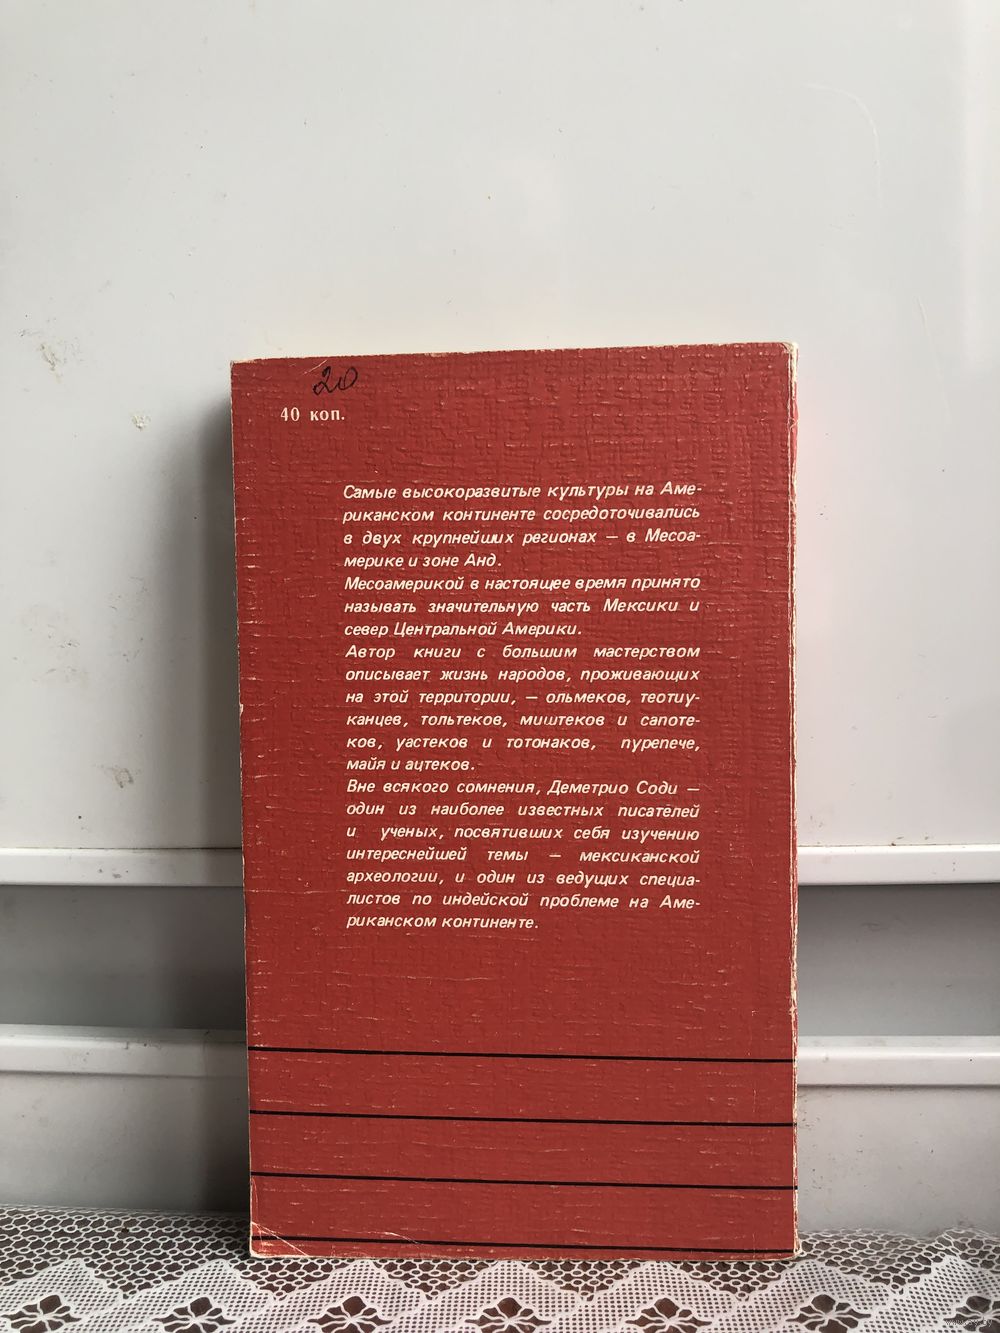 20
40 коп.
Самые высокоразвитые культуры на Аме-
риканском континенте сосредоточивались
в двух крупнейших регионах — в Месоа-
мерике и зоне Анд.
Месоамерикой в настоящее время принято
называть значительную часть Мексики и
север Центральной Америки.
Автор книги с большим мастерством
описывает жизнь народов, проживающих
на этой территории, — ольмеков, теотиу-
канцев, тольтеков, миштеков и сапоте-
ков, уастеков и тотонаков, пурепече,
майя и ацтеков.
Вне всякого сомнения, Деметрио Соди —
один из наиболее известных писателей
и ученых, посвятивших себя изучению
интереснейшей темы — мексиканской
археологии, и один из ведущих специа-
листов по индейской проблеме на Аме-
риканском континенте.